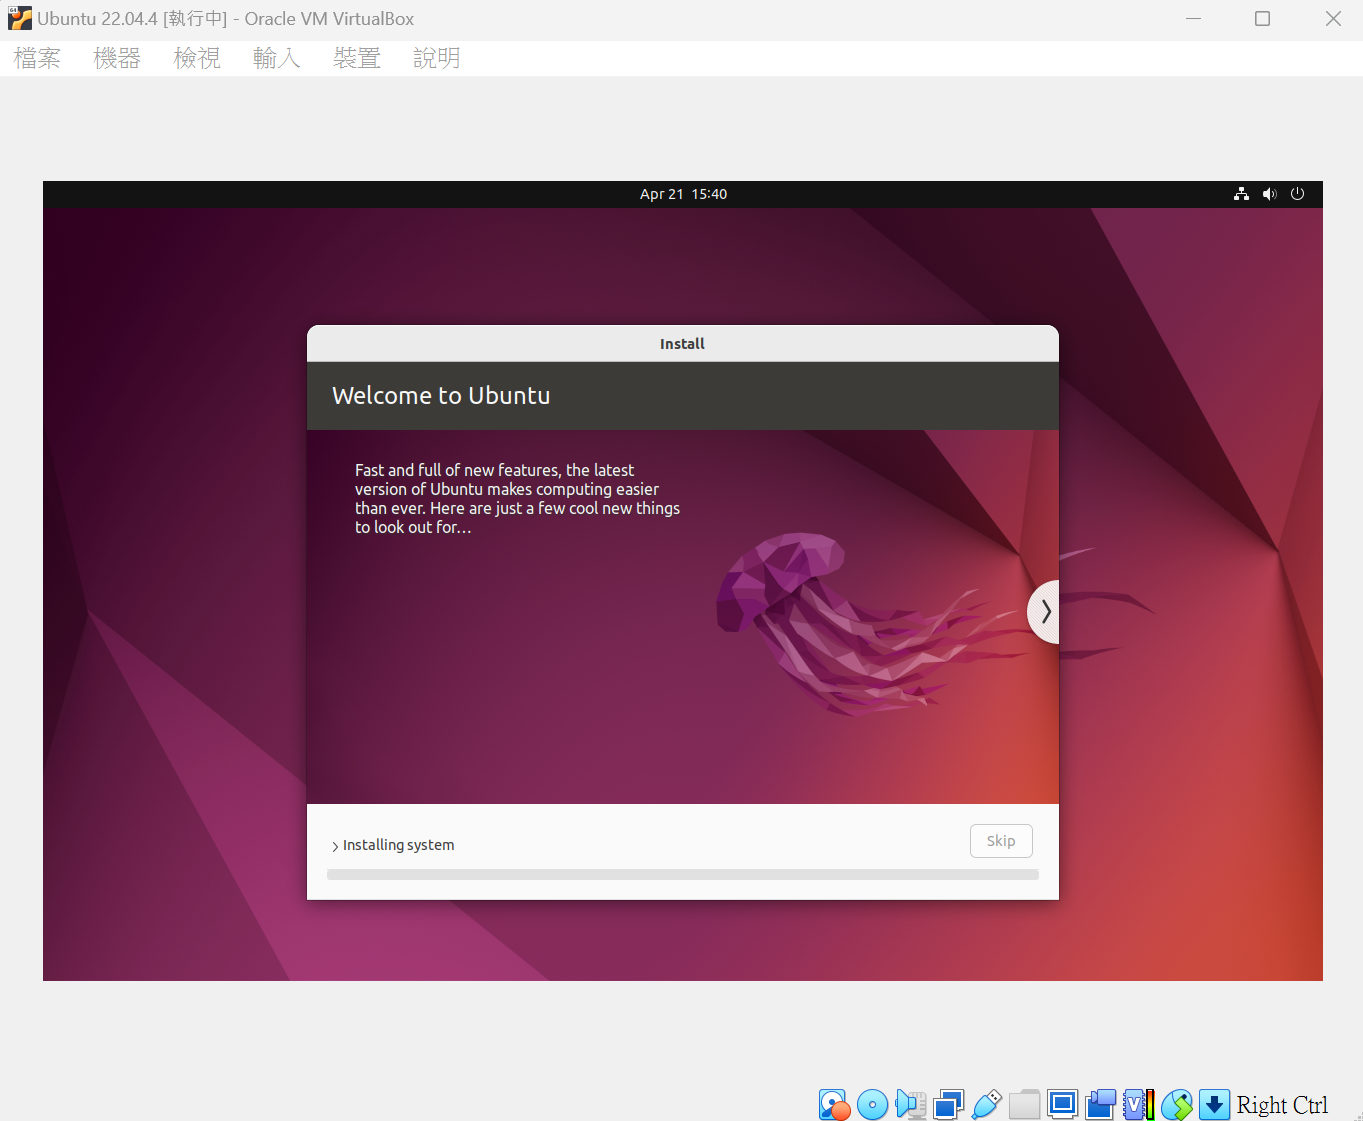 Ubuntu 22.04.4 [執行中] - Oracle VM VirtualBox
檔案 機器 檢視 輸入 裝置 說明
Apr 21 15:40
Install
Welcome to Ubuntu
Fast and full of new features, the latest
version of Ubuntu makes computing easier
than ever. Here are just a few cool new things
to look out for…
Installing system
Skip
Right Ctrl